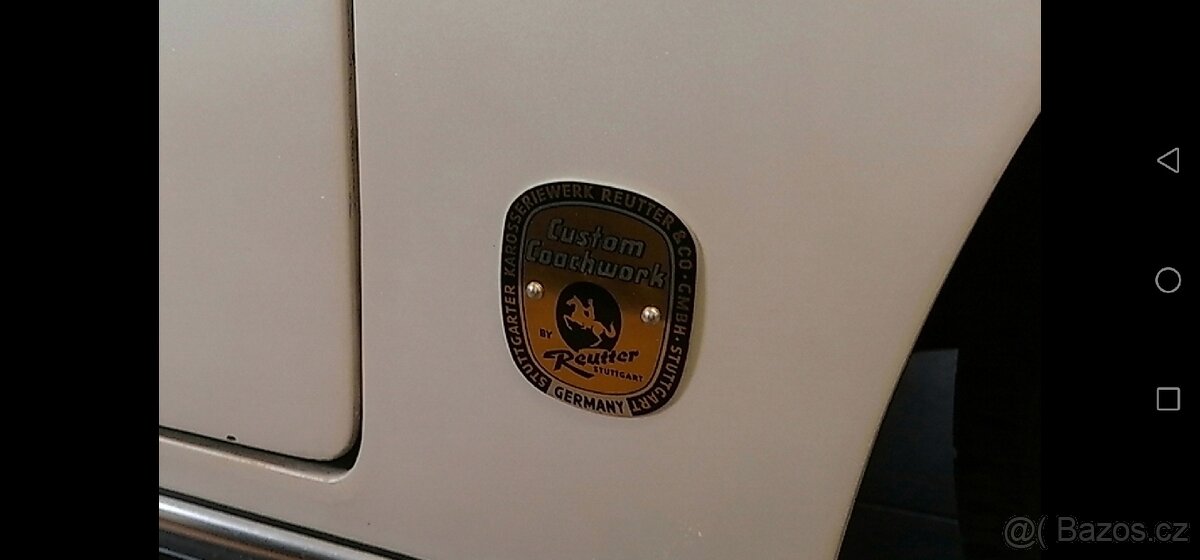 STUTTGARTER KAROSSERIEWERK REUTTER & CO · GMBH · STUTTGART
Custom
Coachwork
BY
Reutter
STUTTGART
GERMANY
@( Bazos.cz